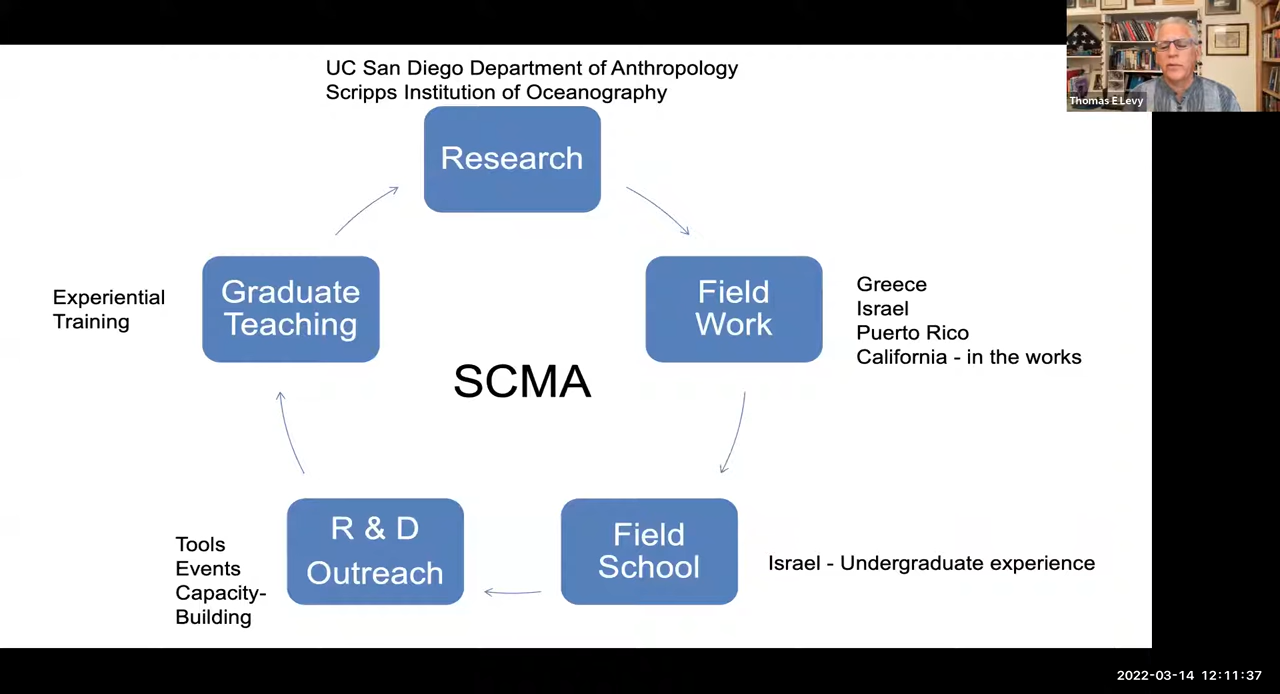 UC San Diego Department of Anthropology
Scripps Institution of Oceanography
Thomas E Levy
Research
Graduate
Teaching
Experiential
Training
Field
Work
Greece
Israel
Puerto Rico
California - in the works
SCMA
R & D
Outreach
Tools
Events
Capacity-
Building
Field
School
Israel - Undergraduate experience
2022-03-14 12:11:37